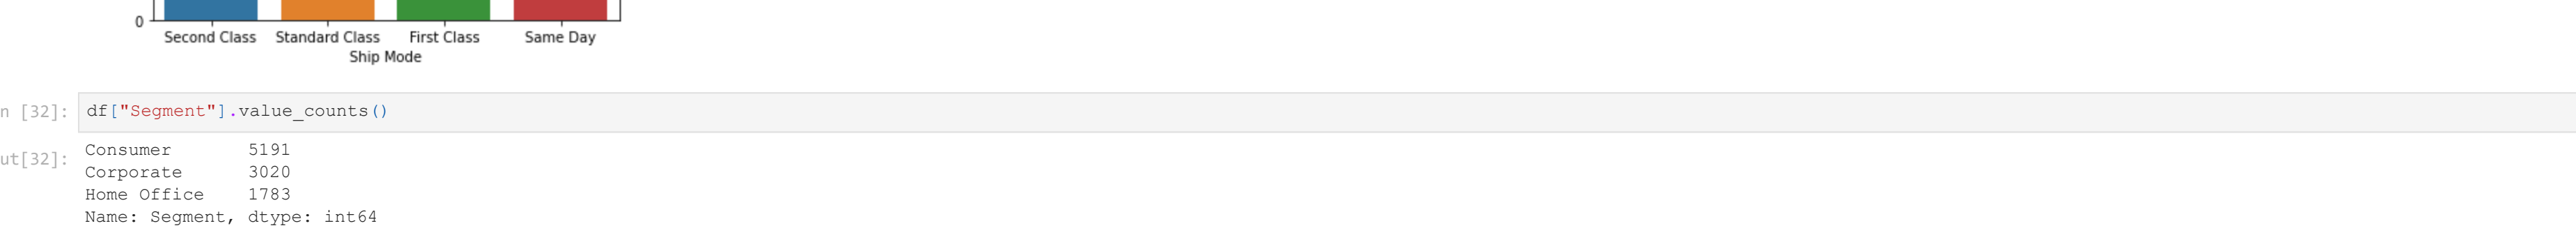 0
Second Class Standard Class First Class Same Day
Ship Mode
n [32]: df["Segment"].value_counts()
ut[32]: Consumer 5191
Corporate 3020
Home Office 1783
Name: Segment, dtype: int64